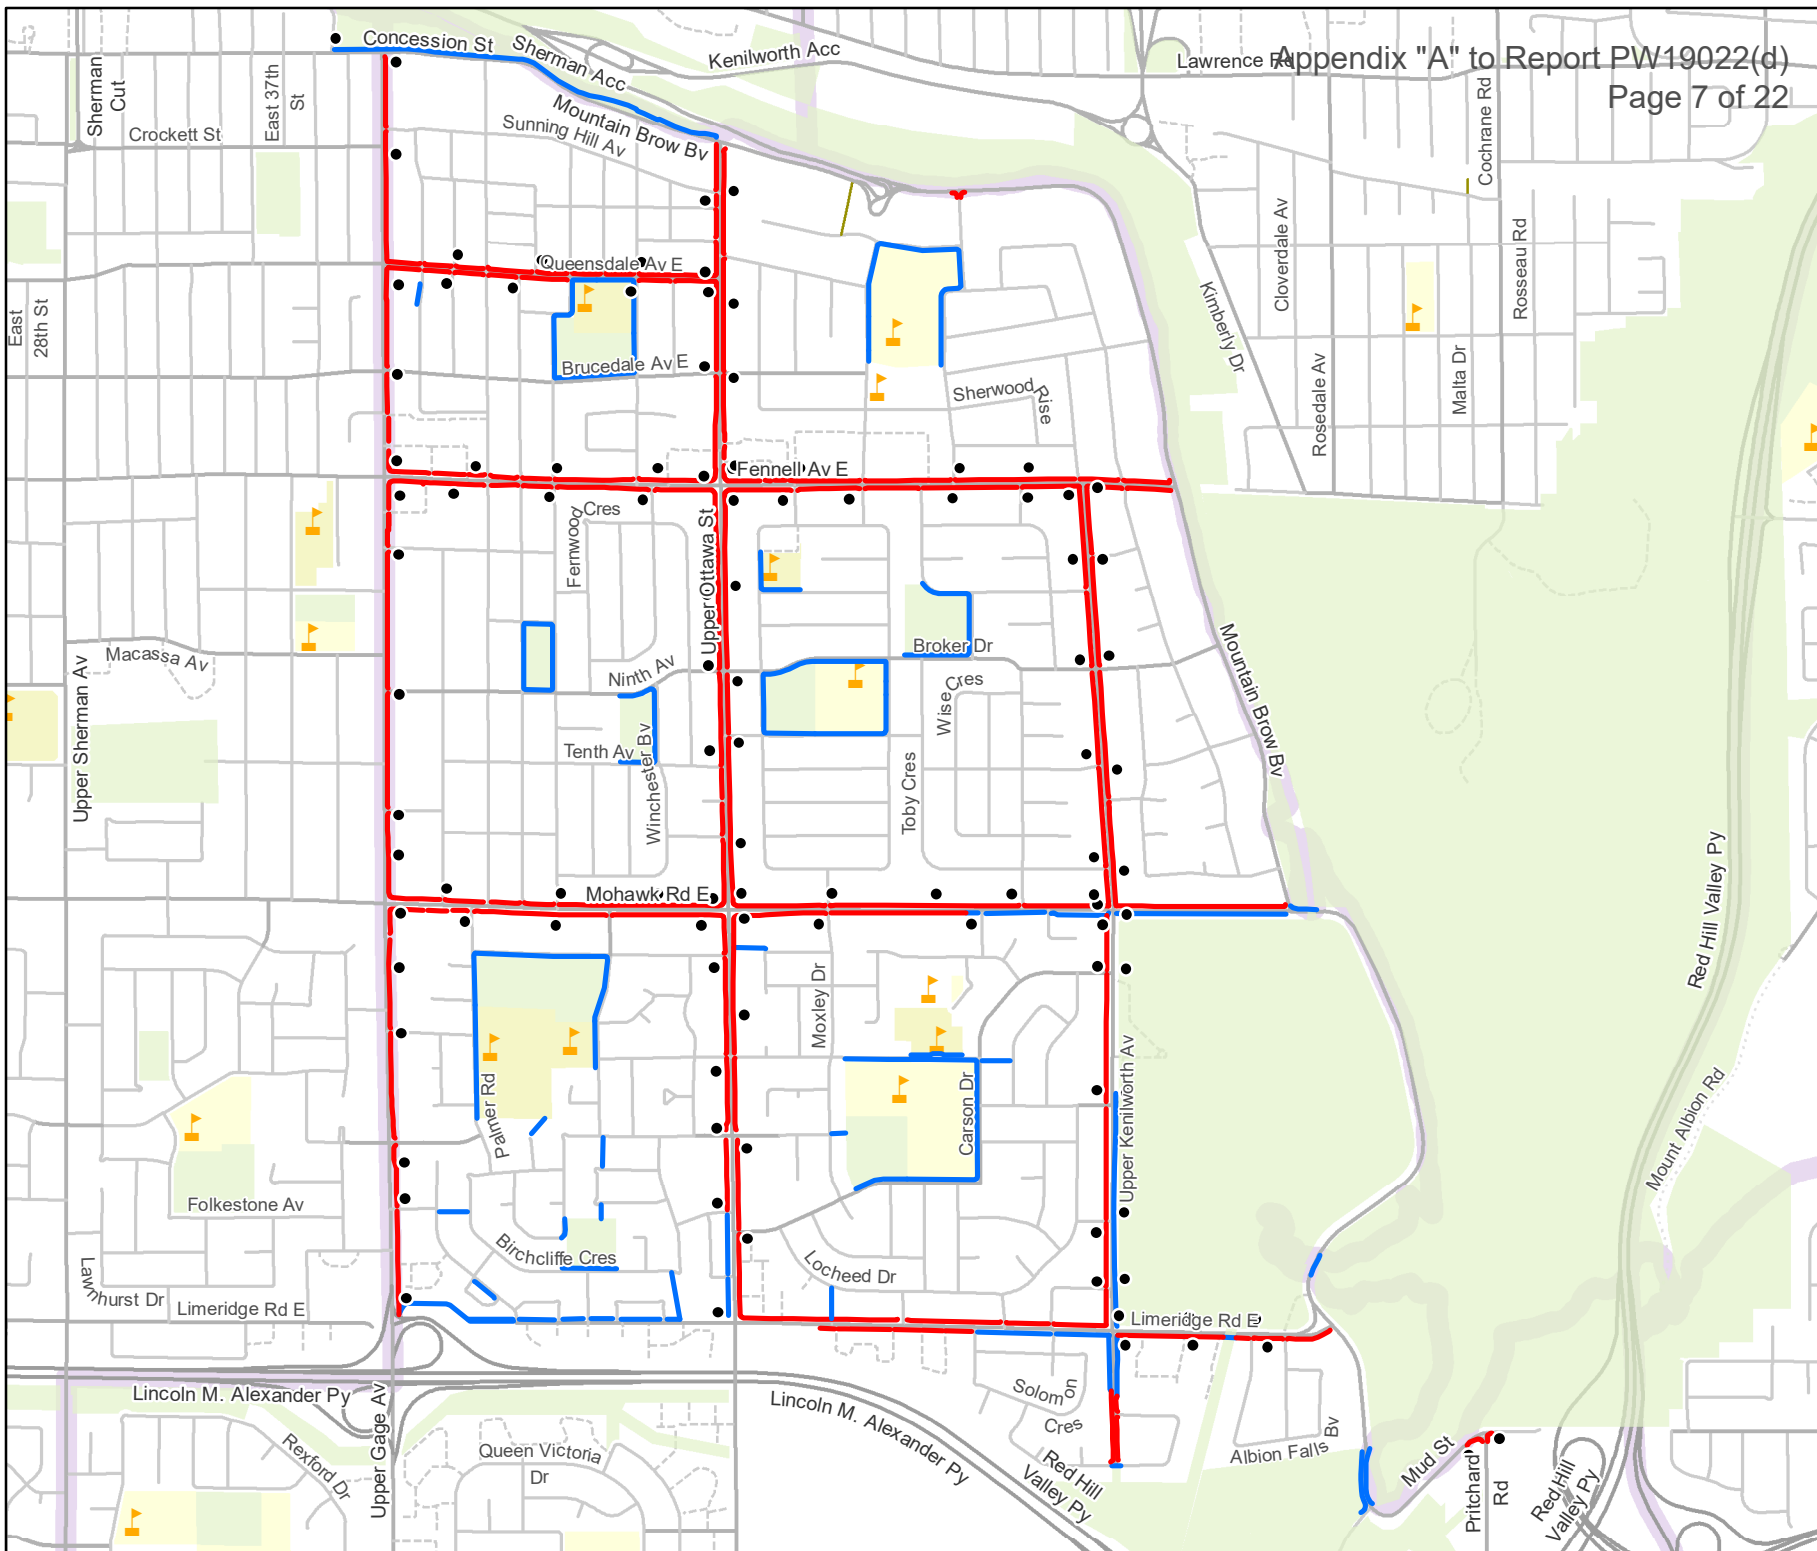 Appendix "A" to Report PW19022(d)
Page 7 of 22
Concession St
Sherman Acc
Kenilworth Acc
Lawrence Rd
Sherman
Cut
East 37th
St
Crockett St
Mountain Brow Bv
Sunning Hill Av
Cochrane Rd
Cloverdale Av
Rosseau Rd
Queensdale Av E
East
28th St
Kimberly Dr
Brucedale Av E
Sherwood
Rise
Rosedale Av
Malta Dr
Fennell Av E
Fernwood
Cres
Upper Ottawa St
Macassa Av
Upper Sherman Av
Ninth Av
Broker Dr
Wise
Cres
Mountain Brow Bv
Tenth Av
Winchester Bv
Toby Cres
Red Hill Valley Py
Mohawk Rd E
Moxley Dr
Palmer Rd
Carson Dr
Upper Kenilworth Av
Mount Albion Rd
Folkestone Av
Birchcliffe Cres
Locheed Dr
Lawnhurst Dr
Limeridge Rd E
Limeridge Rd E
Lincoln M. Alexander Py
Upper Gage Av
Lincoln M. Alexander Py
Solomon
Cres
Rexford Dr
Queen Victoria
Dr
Red Hill
Valley Py
Albion Falls Bv
Mud St
Pritchard
Rd
Red Hill
Valley Py